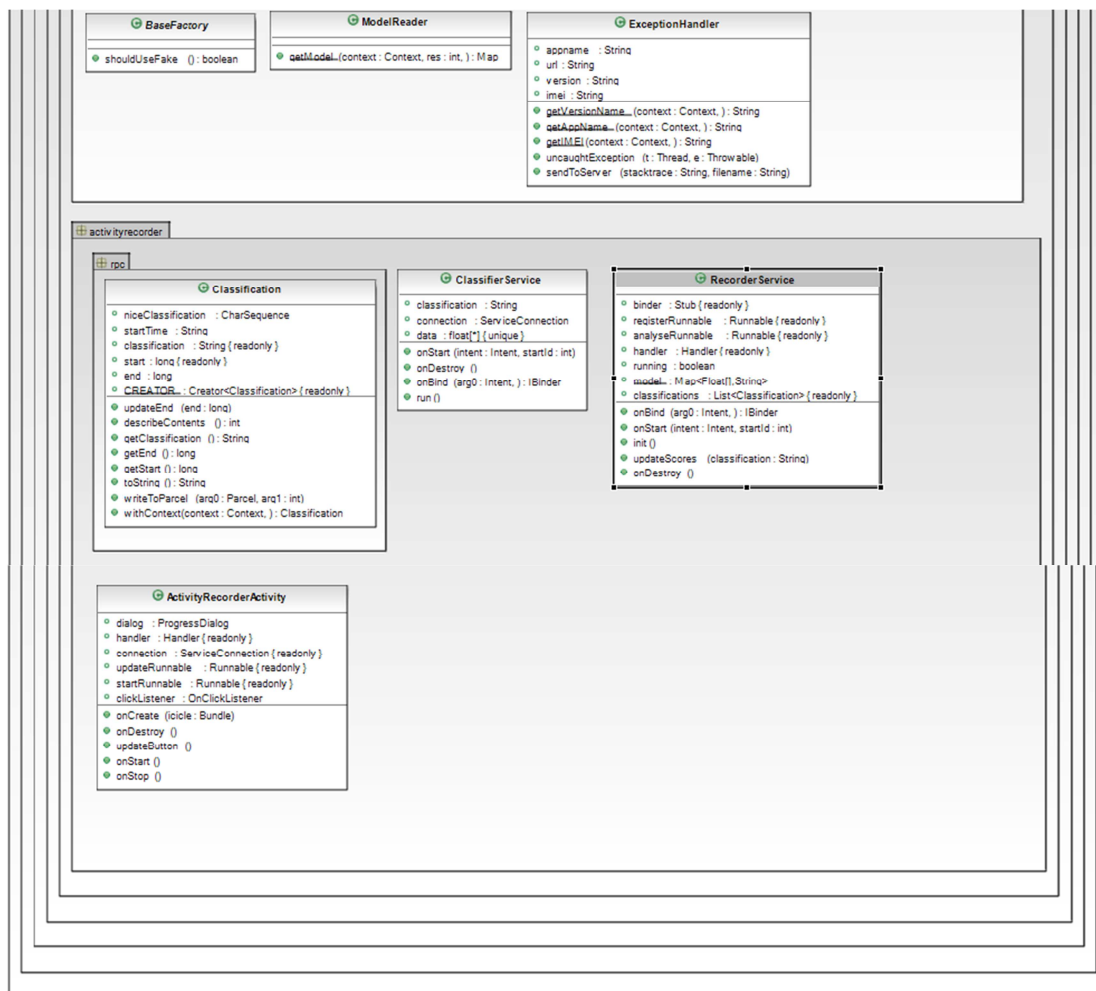 BaseFactory
shouldUseFake () : boolean
ModelReader
getModel (context : Context, res : int, ) : Map
ExceptionHandler
appname : String
url : String
version : String
imei : String
getVersionName (context : Context, ) : String
getAppName (context : Context, ) : String
getIMEI (context : Context, ) : String
uncaughtException (t : Thread, e : Throwable)
sendToServer (stacktrace : String, filename : String)
activityrecorder
rpc
Classification
niceClassification : CharSequence
startTime : String
classification : String { readonly }
start : long { readonly }
end : long
CREATOR : Creator<Classification> { readonly }
updateEnd (end : long)
describeContents () : int
getClassification () : String
getEnd () : long
getStart () : long
toString () : String
writeToParcel (arg0 : Parcel, arg1 : int)
withContext(context : Context, ) : Classification
ClassifierService
classification : String
connection : ServiceConnection
data : float[*] { unique }
onStart (intent : Intent, startId : int)
onDestroy ()
onBind (arg0 : Intent, ) : IBinder
run ()
RecorderService
binder : Stub { readonly }
registerRunnable : Runnable { readonly }
analyseRunnable : Runnable { readonly }
handler : Handler { readonly }
running : boolean
model : Map<Float[],String>
classifications : List<Classification> { readonly }
onBind (arg0 : Intent, ) : IBinder
onStart (intent : Intent, startId : int)
init ()
updateScores (classification : String)
onDestroy ()
ActivityRecorderActivity
dialog : ProgressDialog
handler : Handler { readonly }
connection : ServiceConnection { readonly }
updateRunnable : Runnable { readonly }
startRunnable : Runnable { readonly }
clickListener : OnClickListener
onCreate (icicle : Bundle)
onDestroy ()
updateButton ()
onStart ()
onStop ()